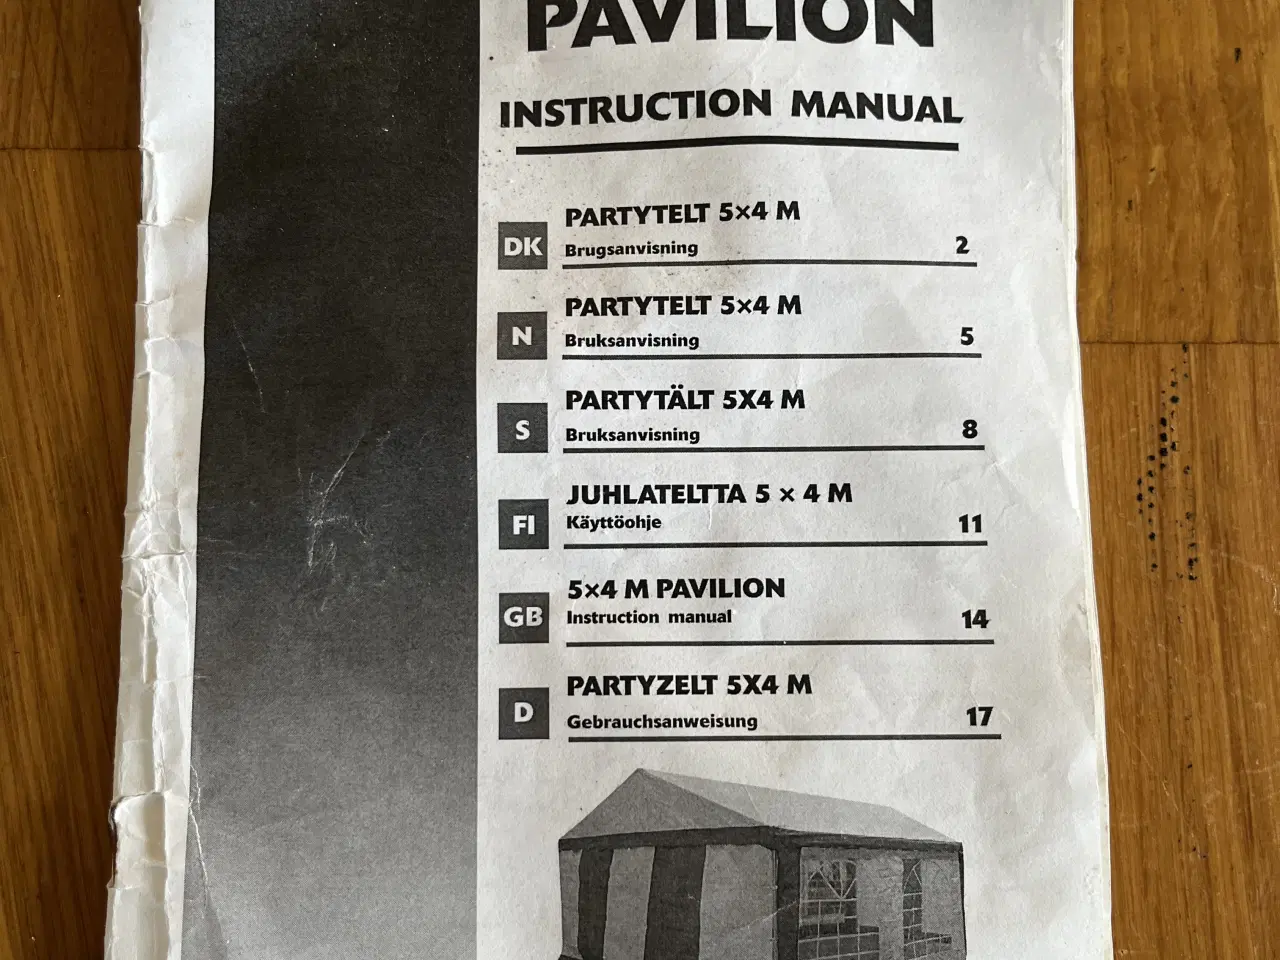 PAVILION
INSTRUCTION MANUAL
DK
PARTYTELT 5×4 M
Brugsanvisning 2
N
PARTYTELT 5×4 M
Bruksanvisning 5
S
PARTYTÄLT 5X4 M
Bruksanvisning 8
FI
JUHLATELTTA 5 × 4 M
Käyttöohje 11
GB
5×4 M PAVILION
Instruction manual 14
D
PARTYZELT 5X4 M
Gebrauchsanweisung 17